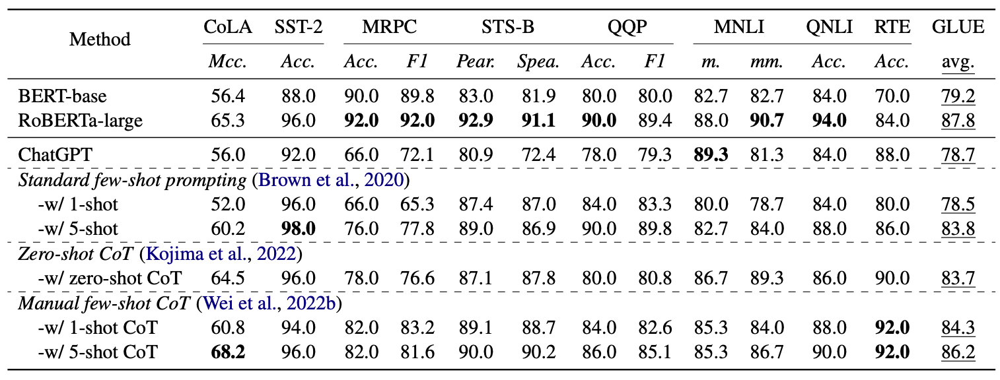 Method CoLA SST-2 MRPC STS-B QQP MNLI QNLI RTE GLUE
Mcc. Acc. Acc. F1 Pear. Spea. Acc. F1 m. mm. Acc. Acc. avg.
BERT-base 56.4 88.0 90.0 89.8 83.0 81.9 80.0 80.0 82.7 82.7 84.0 70.0 79.2
RoBERTa-large 65.3 96.0 92.0 92.0 92.9 91.1 90.0 89.4 88.0 90.7 94.0 84.0 87.8
ChatGPT 56.0 92.0 66.0 72.1 80.9 72.4 78.0 79.3 89.3 81.3 84.0 88.0 78.7
Standard few-shot prompting (Brown et al., 2020)
-w/ 1-shot 52.0 96.0 66.0 65.3 87.4 87.0 84.0 83.3 80.0 78.7 84.0 80.0 78.5
-w/ 5-shot 60.2 98.0 76.0 77.8 89.0 86.9 90.0 89.8 82.7 84.0 88.0 86.0 83.8
Zero-shot CoT (Kojima et al., 2022)
-w/ zero-shot CoT 64.5 96.0 78.0 76.6 87.1 87.8 80.0 80.8 86.7 89.3 86.0 90.0 83.7
Manual few-shot CoT (Wei et al., 2022b)
-w/ 1-shot CoT 60.8 94.0 82.0 83.2 89.1 88.7 84.0 82.6 85.3 84.0 88.0 92.0 84.3
-w/ 5-shot CoT 68.2 96.0 82.0 81.6 90.0 90.2 86.0 85.1 85.3 86.7 90.0 92.0 86.2